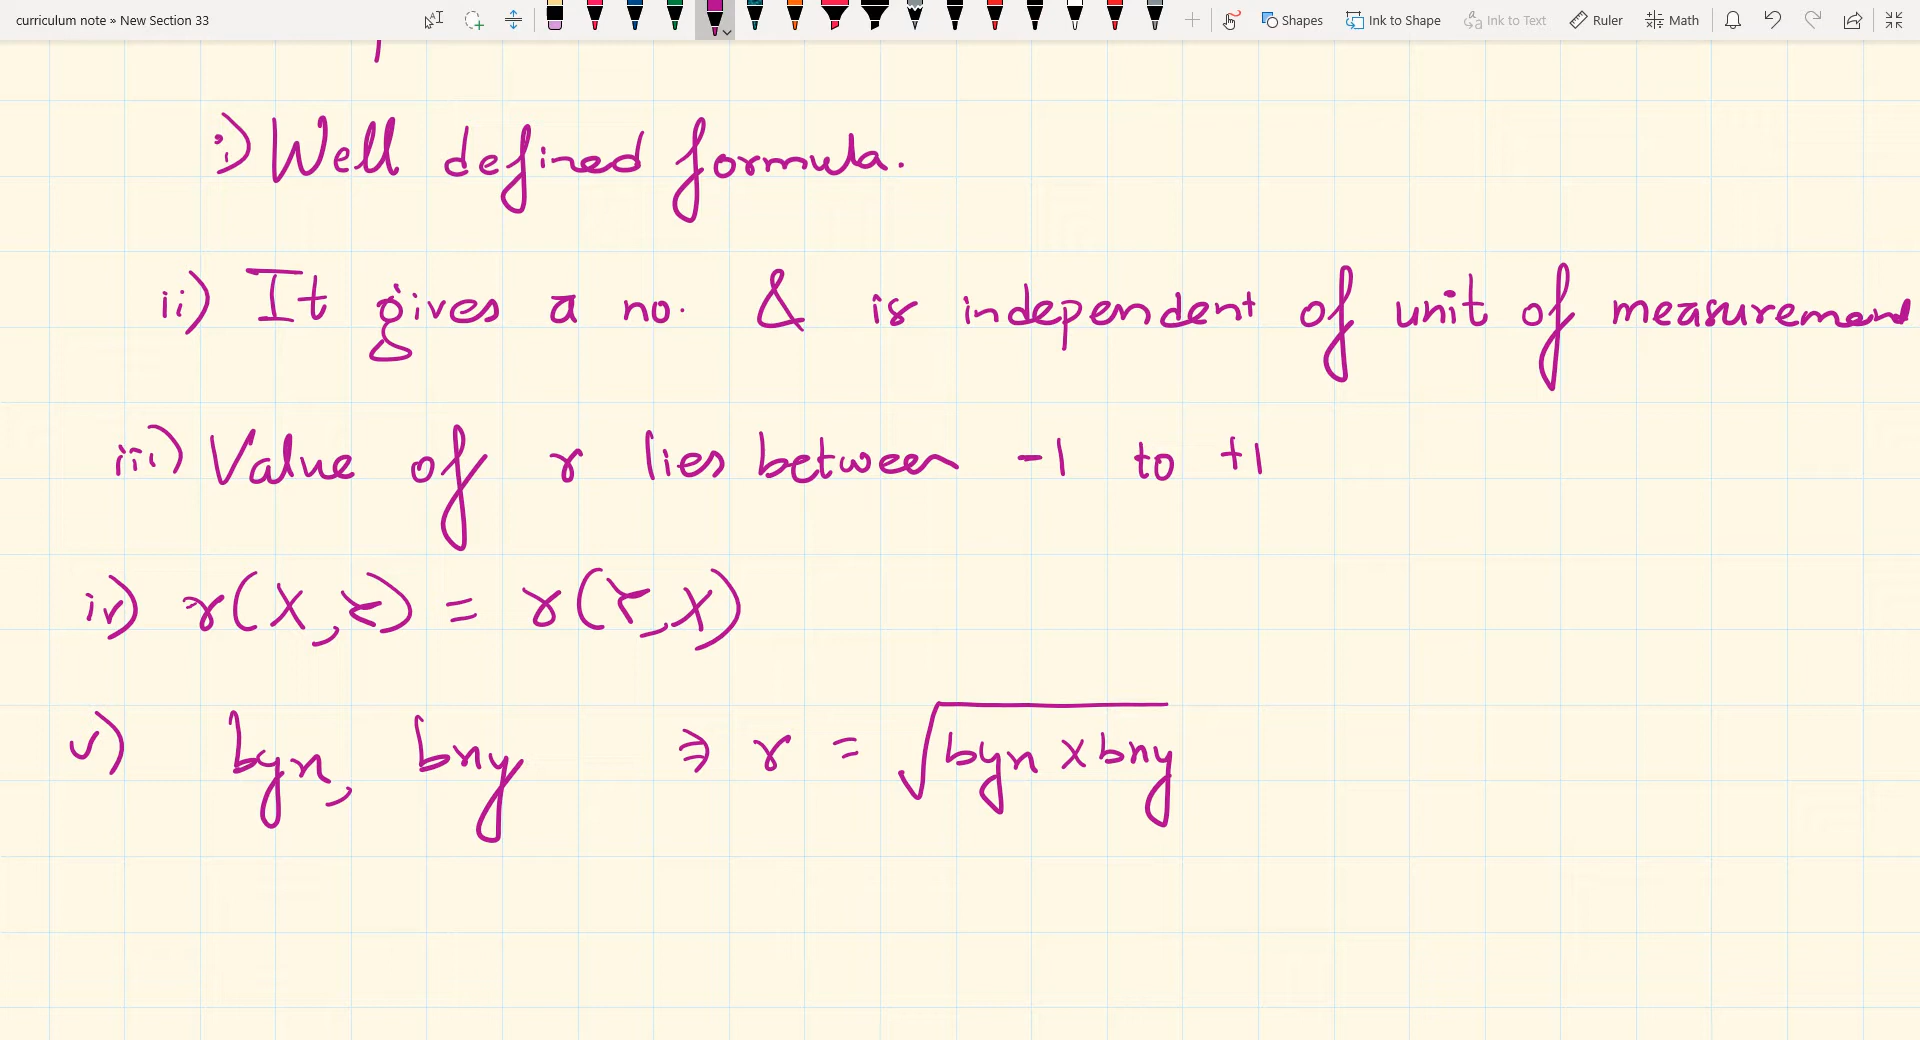 curriculum note » New Section 33
Shapes Ink to Shape Ink to Text Ruler Math
i) Well defined formula.
ii) It gives a no. & is independent of unit of measurement
iii) Value of r lies between -1 to +1
iv) r(X,Y) = r(Y,X)
v) byx, bxy ⇒ r = √byx x bxy